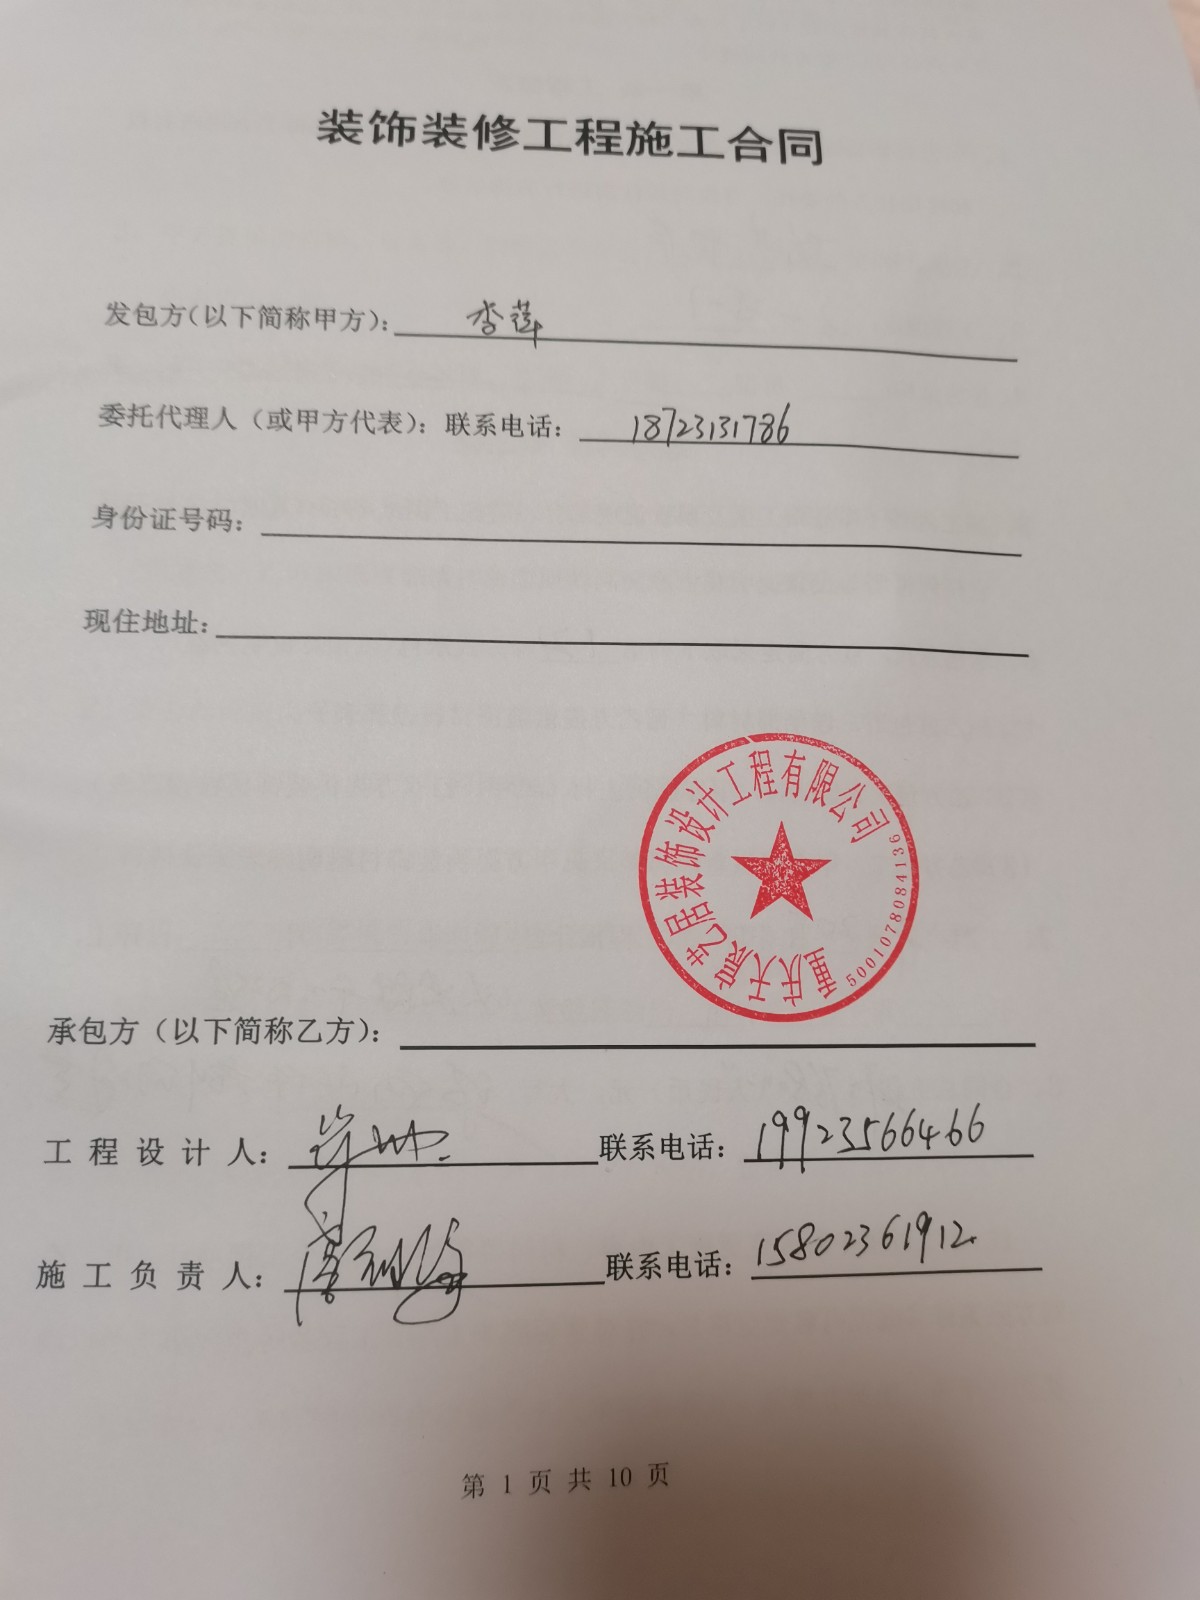 装饰装修工程施工合同
发包方(以下简称甲方): 李萍
委托代理人（或甲方代表）: 联系电话: 18723131786
身份证号码:
现住地址:
重庆天宸艺居装饰设计工程有限公司
5001078084136
承包方（以下简称乙方）:
工程设计人: 联系电话: 19923566466
施工负责人: 联系电话: 15802361912
第 1 页 共 10 页